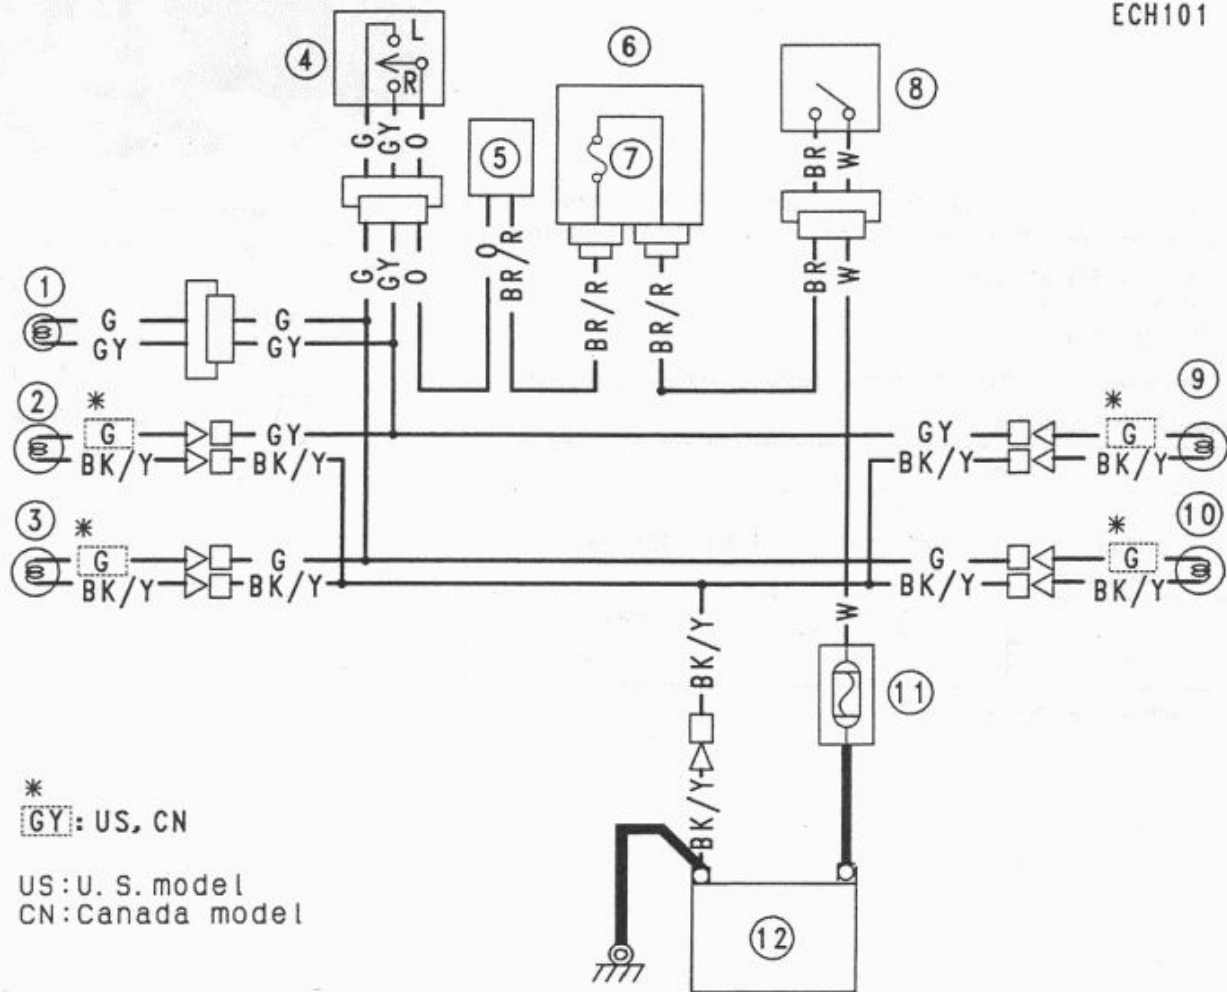 ECH101
4
L
R
6
8
G GY O
5
7
BR W
G GY O
O BR/R
BR/R BR/R
BR W
1
G G
GY GY
2
*
G GY
BK/Y BK/Y
9
*
GY G
BK/Y BK/Y
3
*
G G
BK/Y BK/Y
10
*
G G
BK/Y BK/Y
BK/Y
W
11
BK/Y
12
*
GY: US, CN
US: U. S. model
CN: Canada model